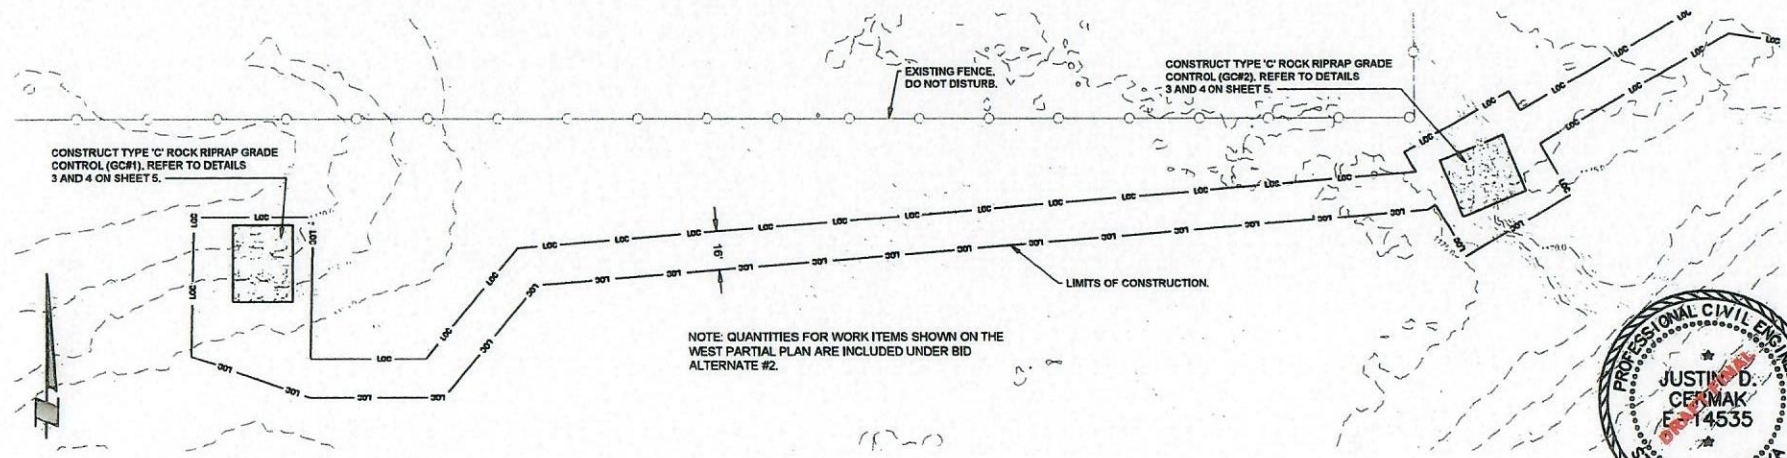 EXISTING FENCE,
DO NOT DISTURB.
CONSTRUCT TYPE 'C' ROCK RIPRAP GRADE
CONTROL (GC#2). REFER TO DETAILS
3 AND 4 ON SHEET 5.
CONSTRUCT TYPE 'C' ROCK RIPRAP GRADE
CONTROL (GC#1). REFER TO DETAILS
3 AND 4 ON SHEET 5.
LOC
16'
LIMITS OF CONSTRUCTION.
NOTE: QUANTITIES FOR WORK ITEMS SHOWN ON THE
WEST PARTIAL PLAN ARE INCLUDED UNDER BID
ALTERNATE #2.
PROFESSIONAL CIVIL
JUSTIN D.
CERMAK
E-14535
DRAFT FINAL